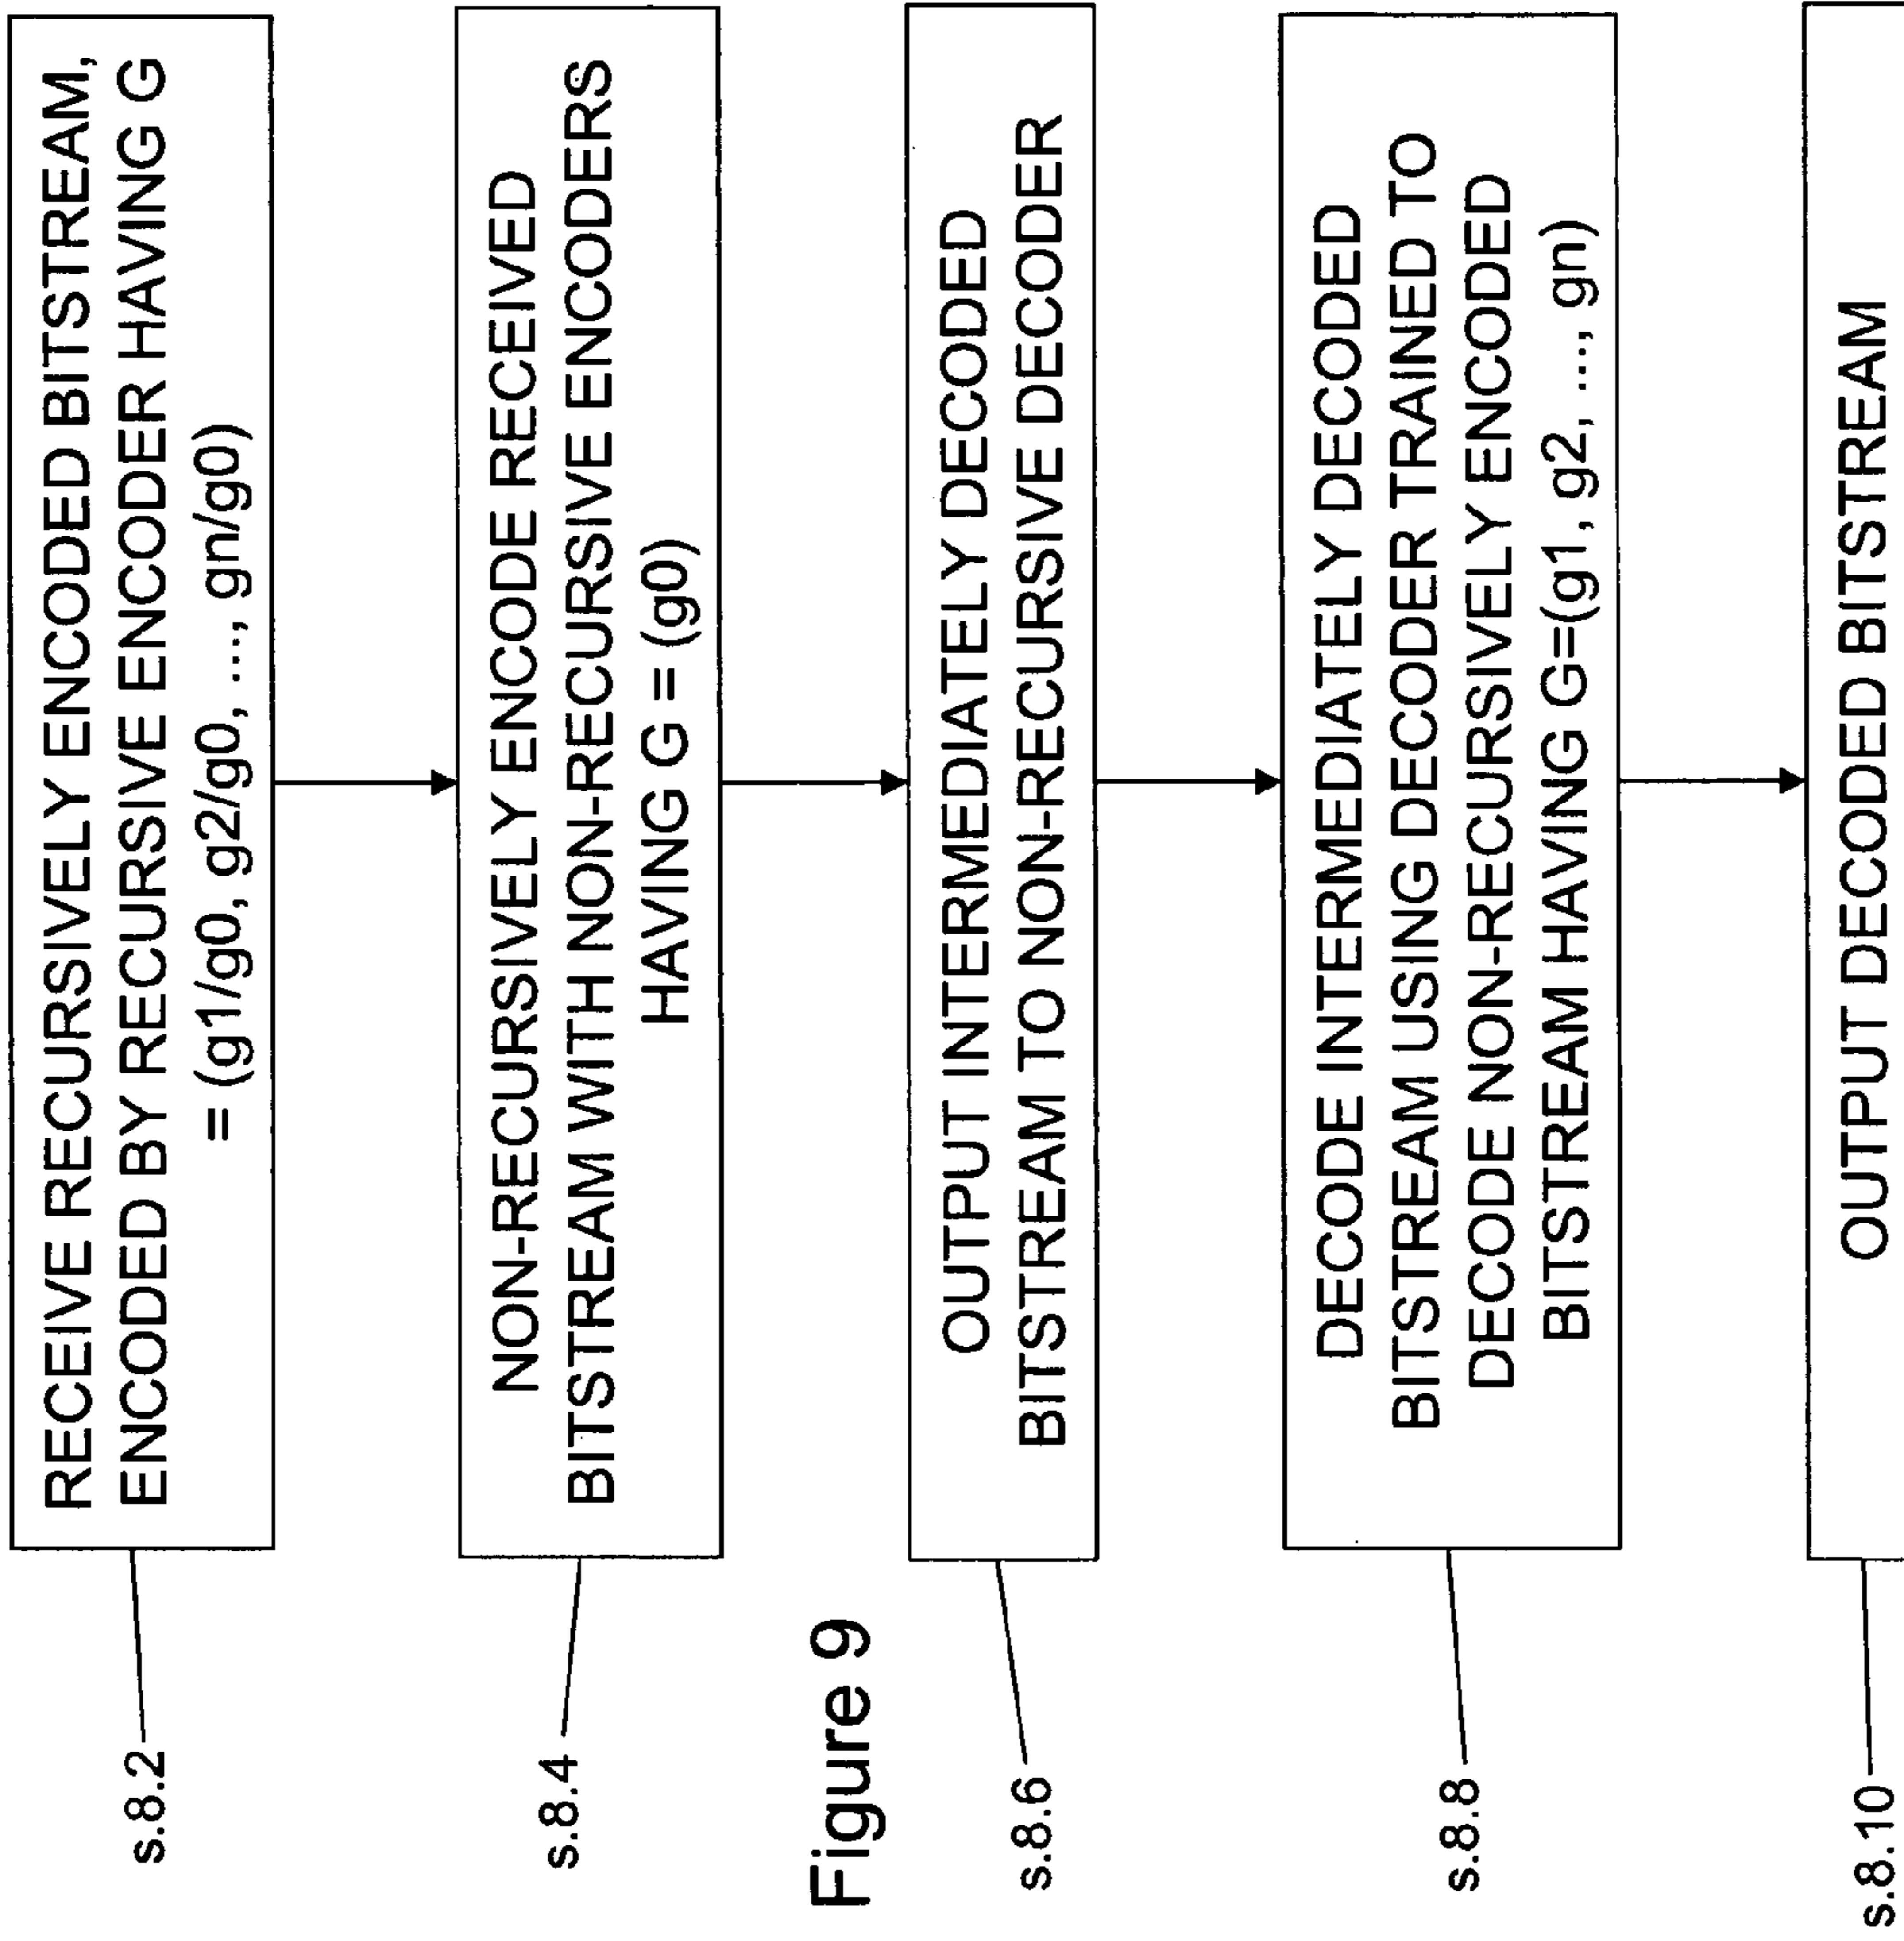 s.8.2
RECEIVE RECURSIVELY ENCODED BITSTREAM,
ENCODED BY RECURSIVE ENCODER HAVING G
= (g1/g0, g2/g0, ..., gn/g0)
s.8.4
NON-RECURSIVELY ENCODE RECEIVED
BITSTREAM WITH NON-RECURSIVE ENCODERS
HAVING G = (g0)
Figure 9
s.8.6
OUTPUT INTERMEDIATELY DECODED
BITSTREAM TO NON-RECURSIVE DECODER
s.8.8
DECODE INTERMEDIATELY DECODED
BITSTREAM USING DECODER TRAINED TO
DECODE NON-RECURSIVELY ENCODED
BITSTREAM HAVING G=(g1, g2, ..., gn)
s.8.10
OUTPUT DECODED BITSTREAM